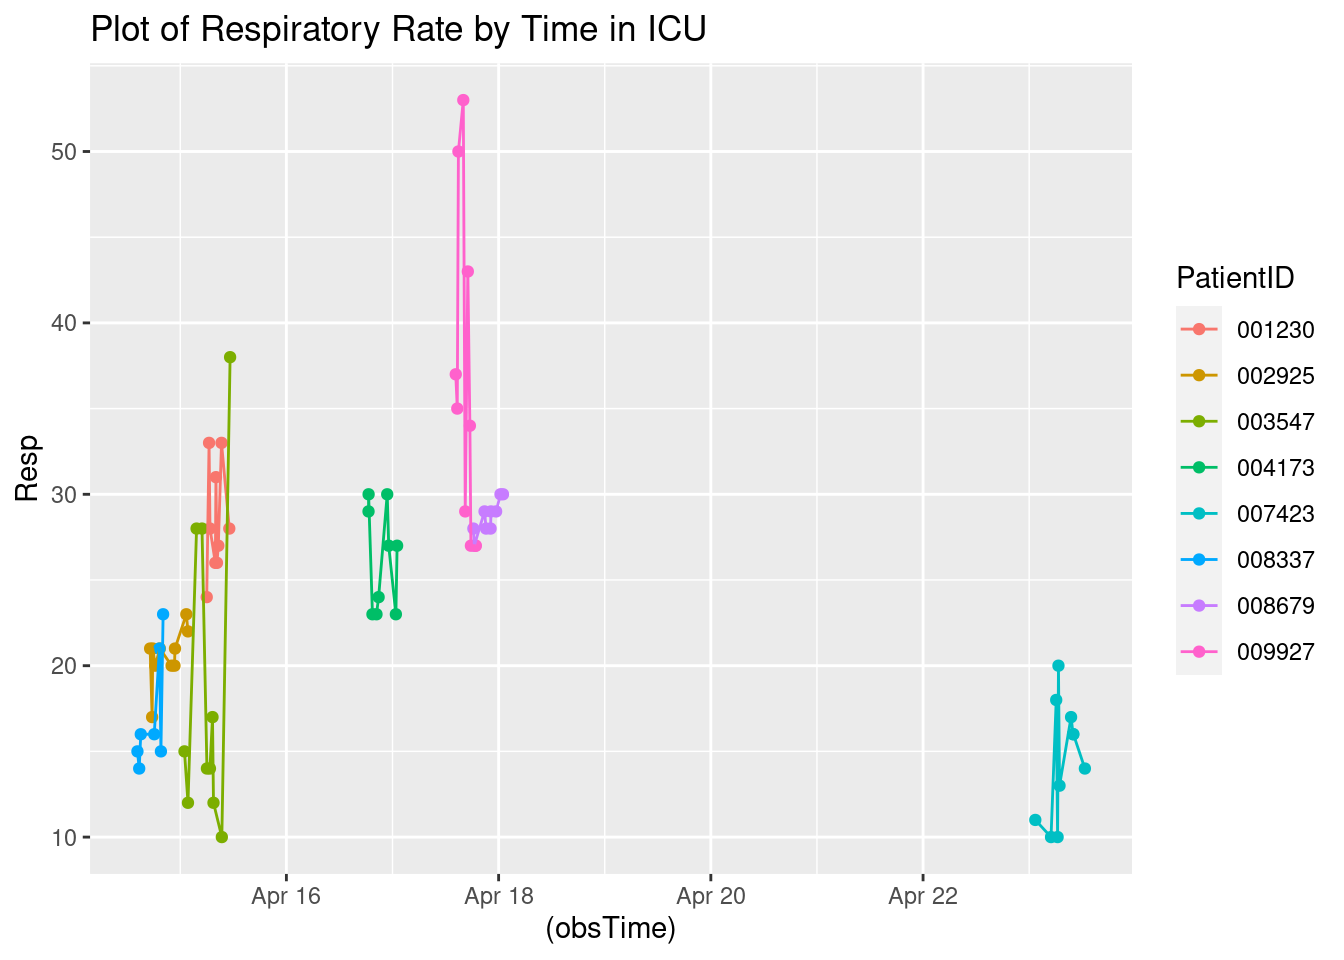 Plot of Respiratory Rate by Time in ICU
50
40
30
20
10
Resp
Apr 16
Apr 18
Apr 20
Apr 22
(obsTime)
PatientID
001230
002925
003547
004173
007423
008337
008679
009927